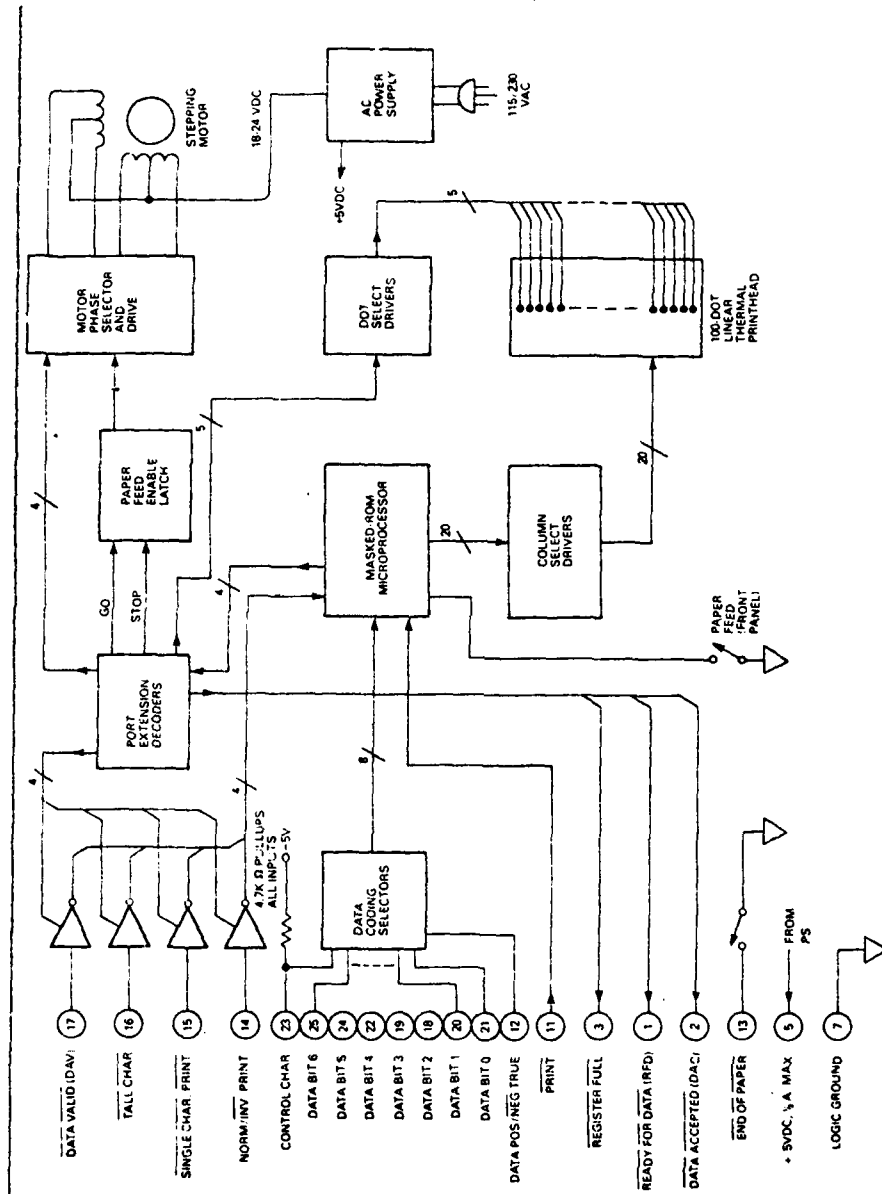 DATA VALID (DAV)
17
TALL CHAR
16
SINGLE CHAR. PRINT
15
NORM/INV PRINT
14
CONTROL CHAR
23
DATA BIT 6
25
DATA BIT 5
24
DATA BIT 4
22
DATA BIT 3
19
DATA BIT 2
18
DATA BIT 1
20
DATA BIT 0
21
DATA POS/NEG TRUE
12
PRINT
11
REGISTER FULL
3
READY FOR DATA (RFD)
1
DATA ACCEPTED (DAC)
2
END OF PAPER
13
+ 5VDC, ½A MAX
5
FROM
PS
LOGIC GROUND
7
4.7K Ω PULLUPS
ALL INPUTS
-5V
4
4
DATA
CODING
SELECTORS
8
PORT
EXTENSION
DECODERS
GO
STOP
4
4
5
PAPER
FEED
ENABLE
LATCH
MASKED-ROM
MICROPROCESSOR
20
COLUMN
SELECT
DRIVERS
20
PAPER
FEED
(FRONT
PANEL)
MOTOR
PHASE
SELECTOR
AND
DRIVE
STEPPING
MOTOR
18-24 VDC
AC
POWER
SUPPLY
115/230
VAC
+5VDC
DOT
SELECT
DRIVERS
5
100-DOT
LINEAR
THERMAL
PRINTHEAD